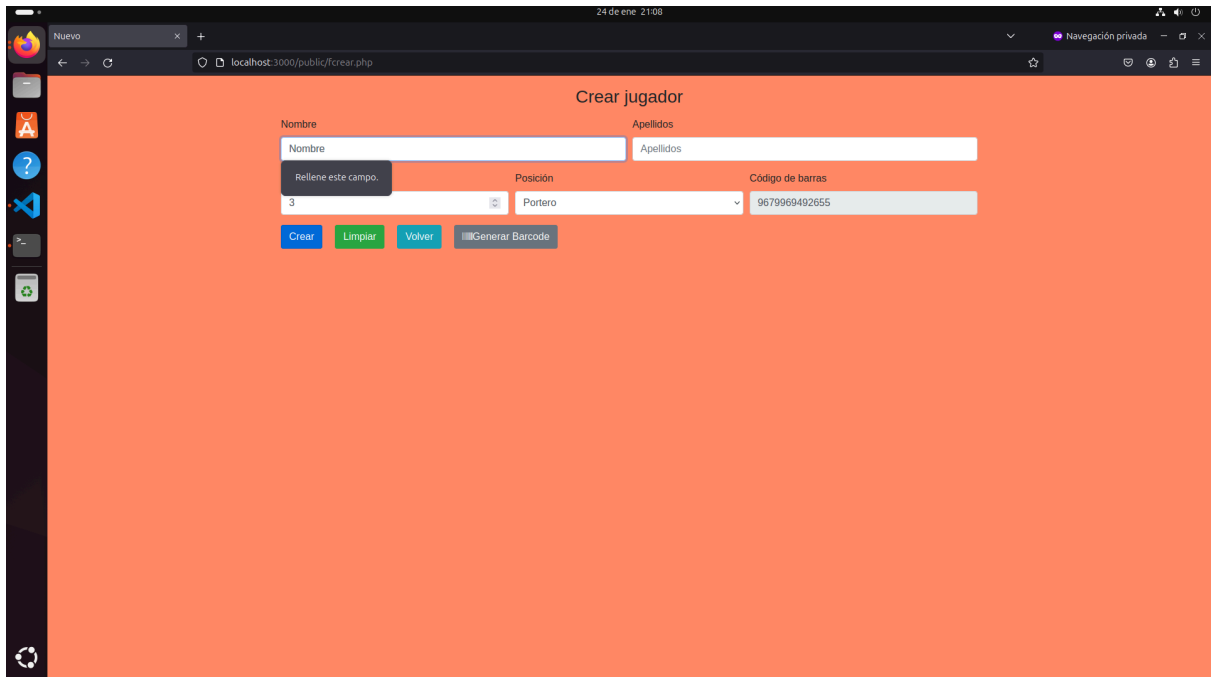 24 de ene 21:08
Nuevo
Navegación privada
localhost:3000/public/fcrear.php
Crear jugador
Nombre Apellidos
Nombre Apellidos
Rellene este campo.
Posición Código de barras
3 Portero 9679969492655
Crear Limpiar Volver Generar Barcode